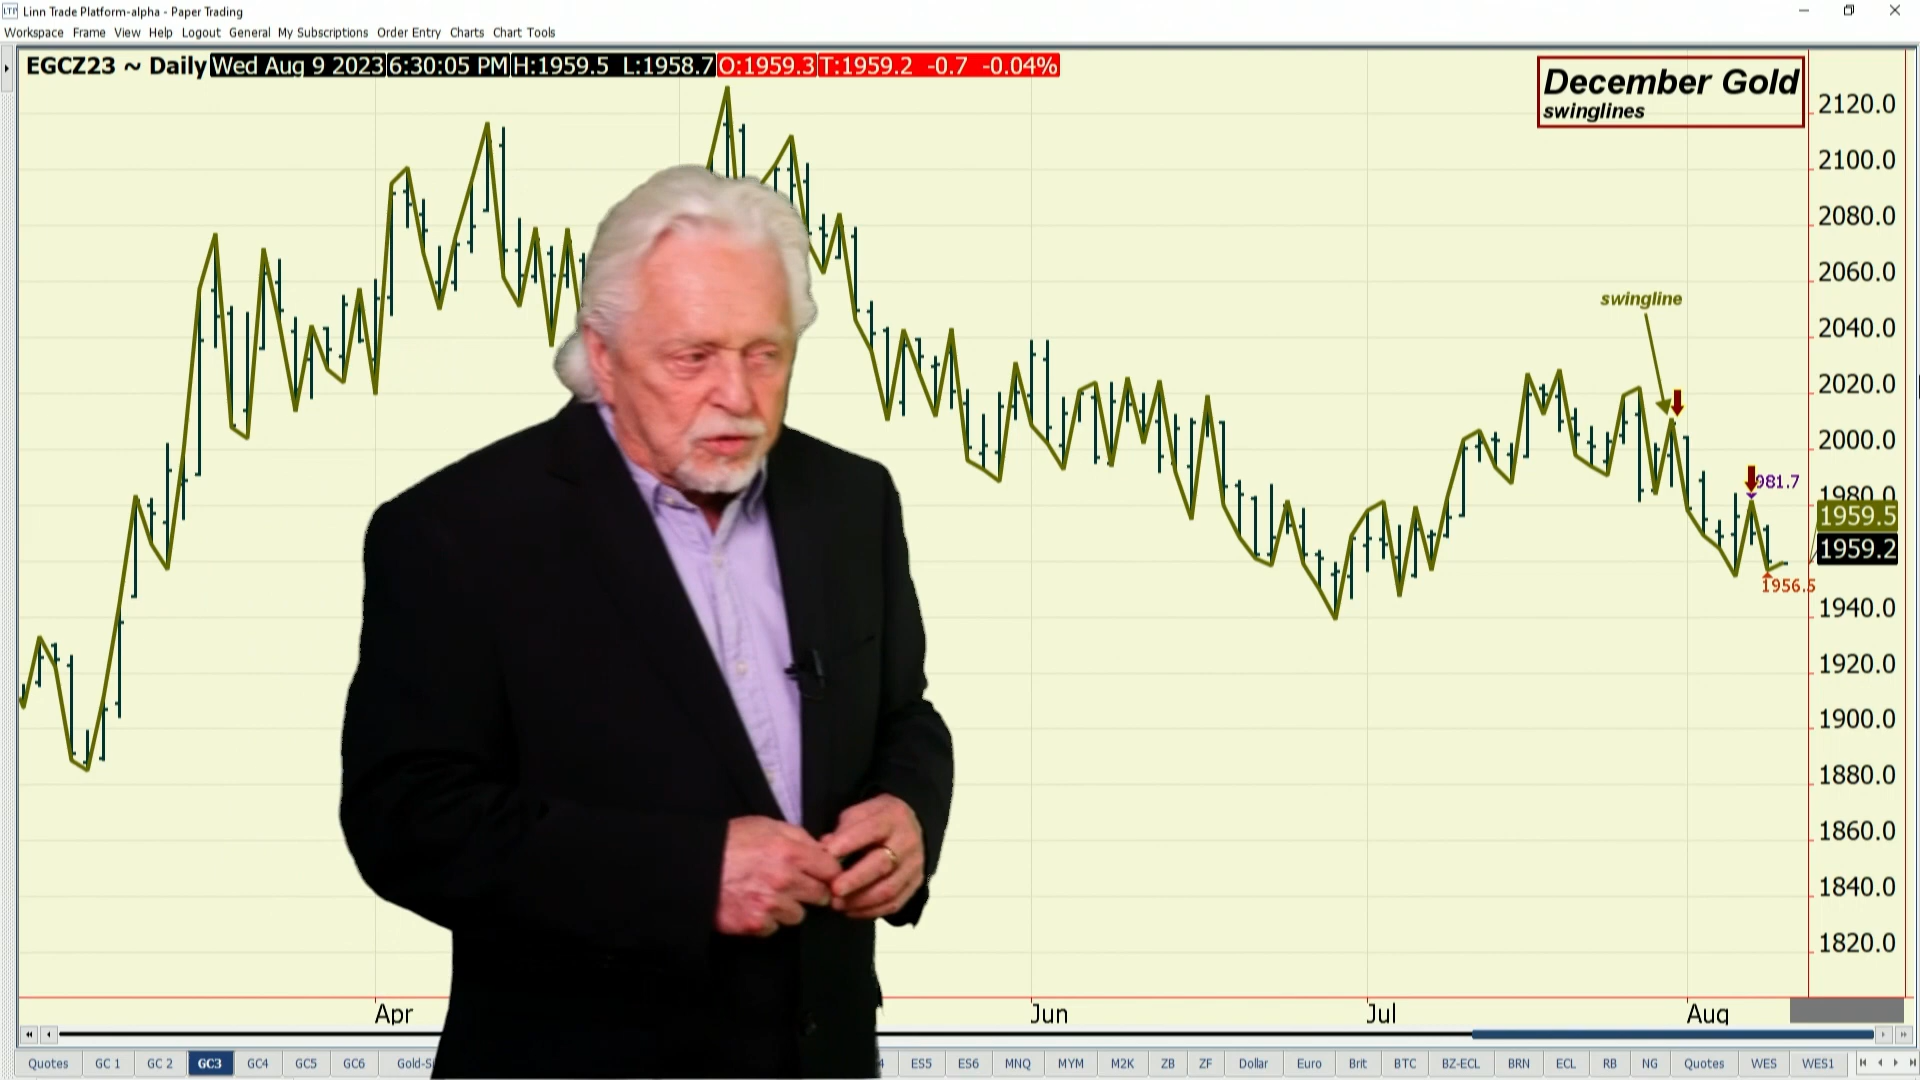 LTP Linn Trade Platform-alpha - Paper Trading
Workspace Frame View Help Logout General My Subscriptions Order Entry Charts Chart Tools
EGCZ23 ~ Daily Wed Aug 9 2023 6:30:05 PM H:1959.5 L:1958.7 O:1959.3 T:1959.2 -0.7 -0.04%
December Gold
swinglines
2120.0
2100.0
2080.0
2060.0
swingline
2040.0
2020.0
2000.0
1980.0
981.7
1959.5
1959.2
1956.5
1940.0
1920.0
1900.0
1880.0
1860.0
1840.0
1820.0
Apr Jun Jul Aug
Quotes GC 1 GC 2 GC3 GC4 GC5 GC6 ES5 ES6 MNQ MYM M2K ZB ZF Dollar Euro Brit BTC BZ-ECL BRN ECL RB NG Quotes WES WES1